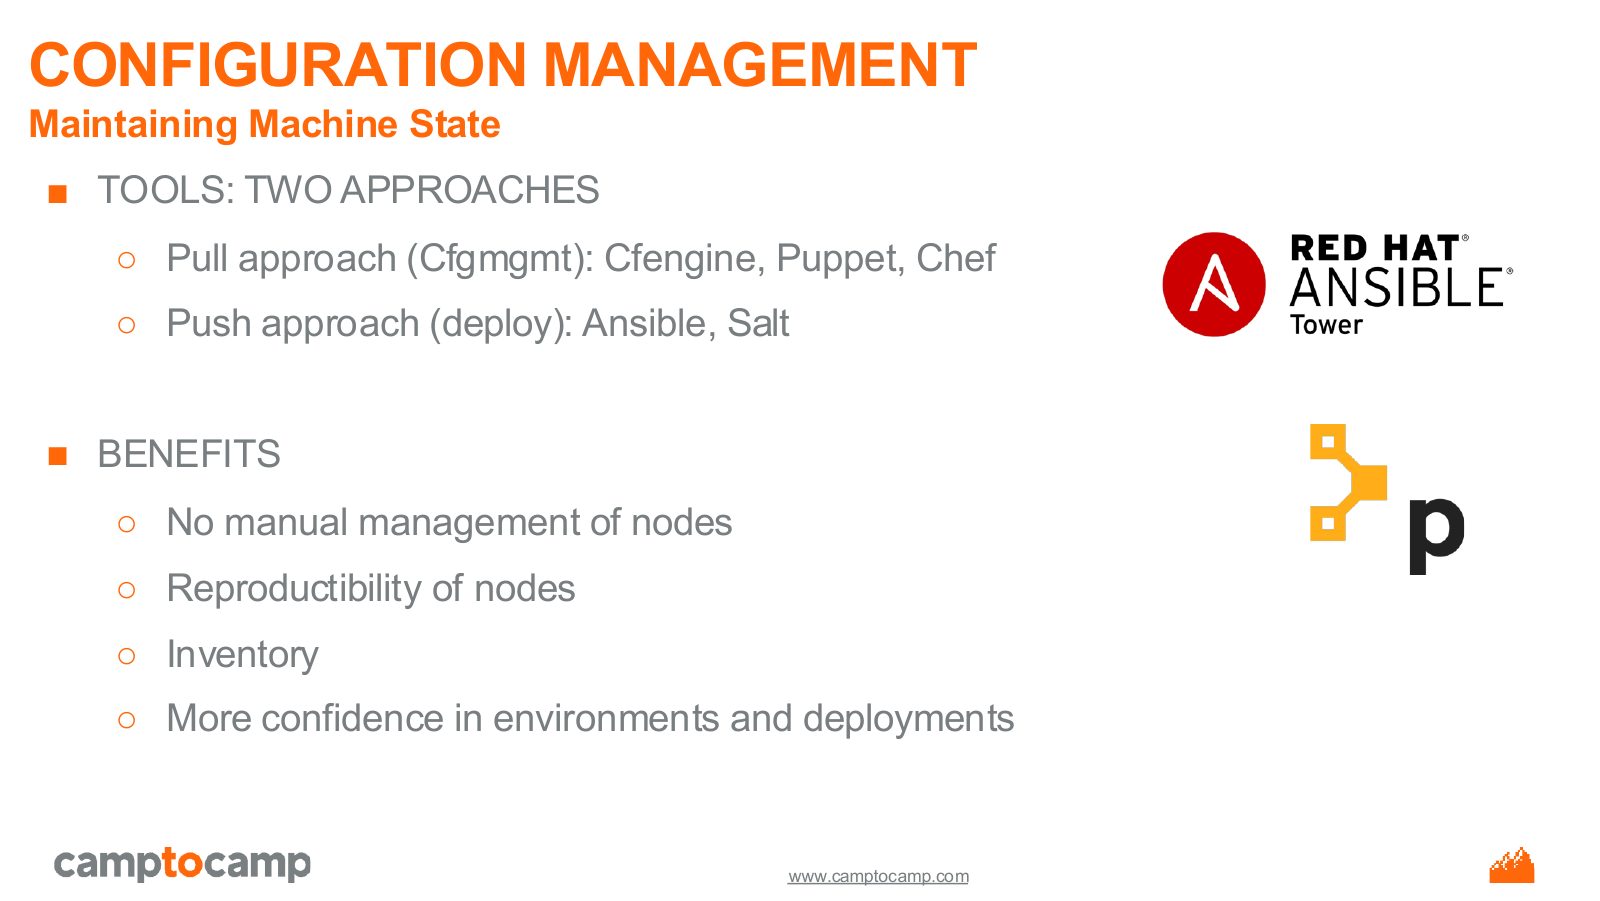 CONFIGURATION MANAGEMENT
Maintaining Machine State
■ TOOLS: TWO APPROACHES
○ Pull approach (Cfgmgmt): Cfengine, Puppet, Chef
○ Push approach (deploy): Ansible, Salt
RED HAT®
ANSIBLE®
Tower
■ BENEFITS
○ No manual management of nodes
○ Reproductibility of nodes
○ Inventory
○ More confidence in environments and deployments
p
camptocamp
www.camptocamp.com